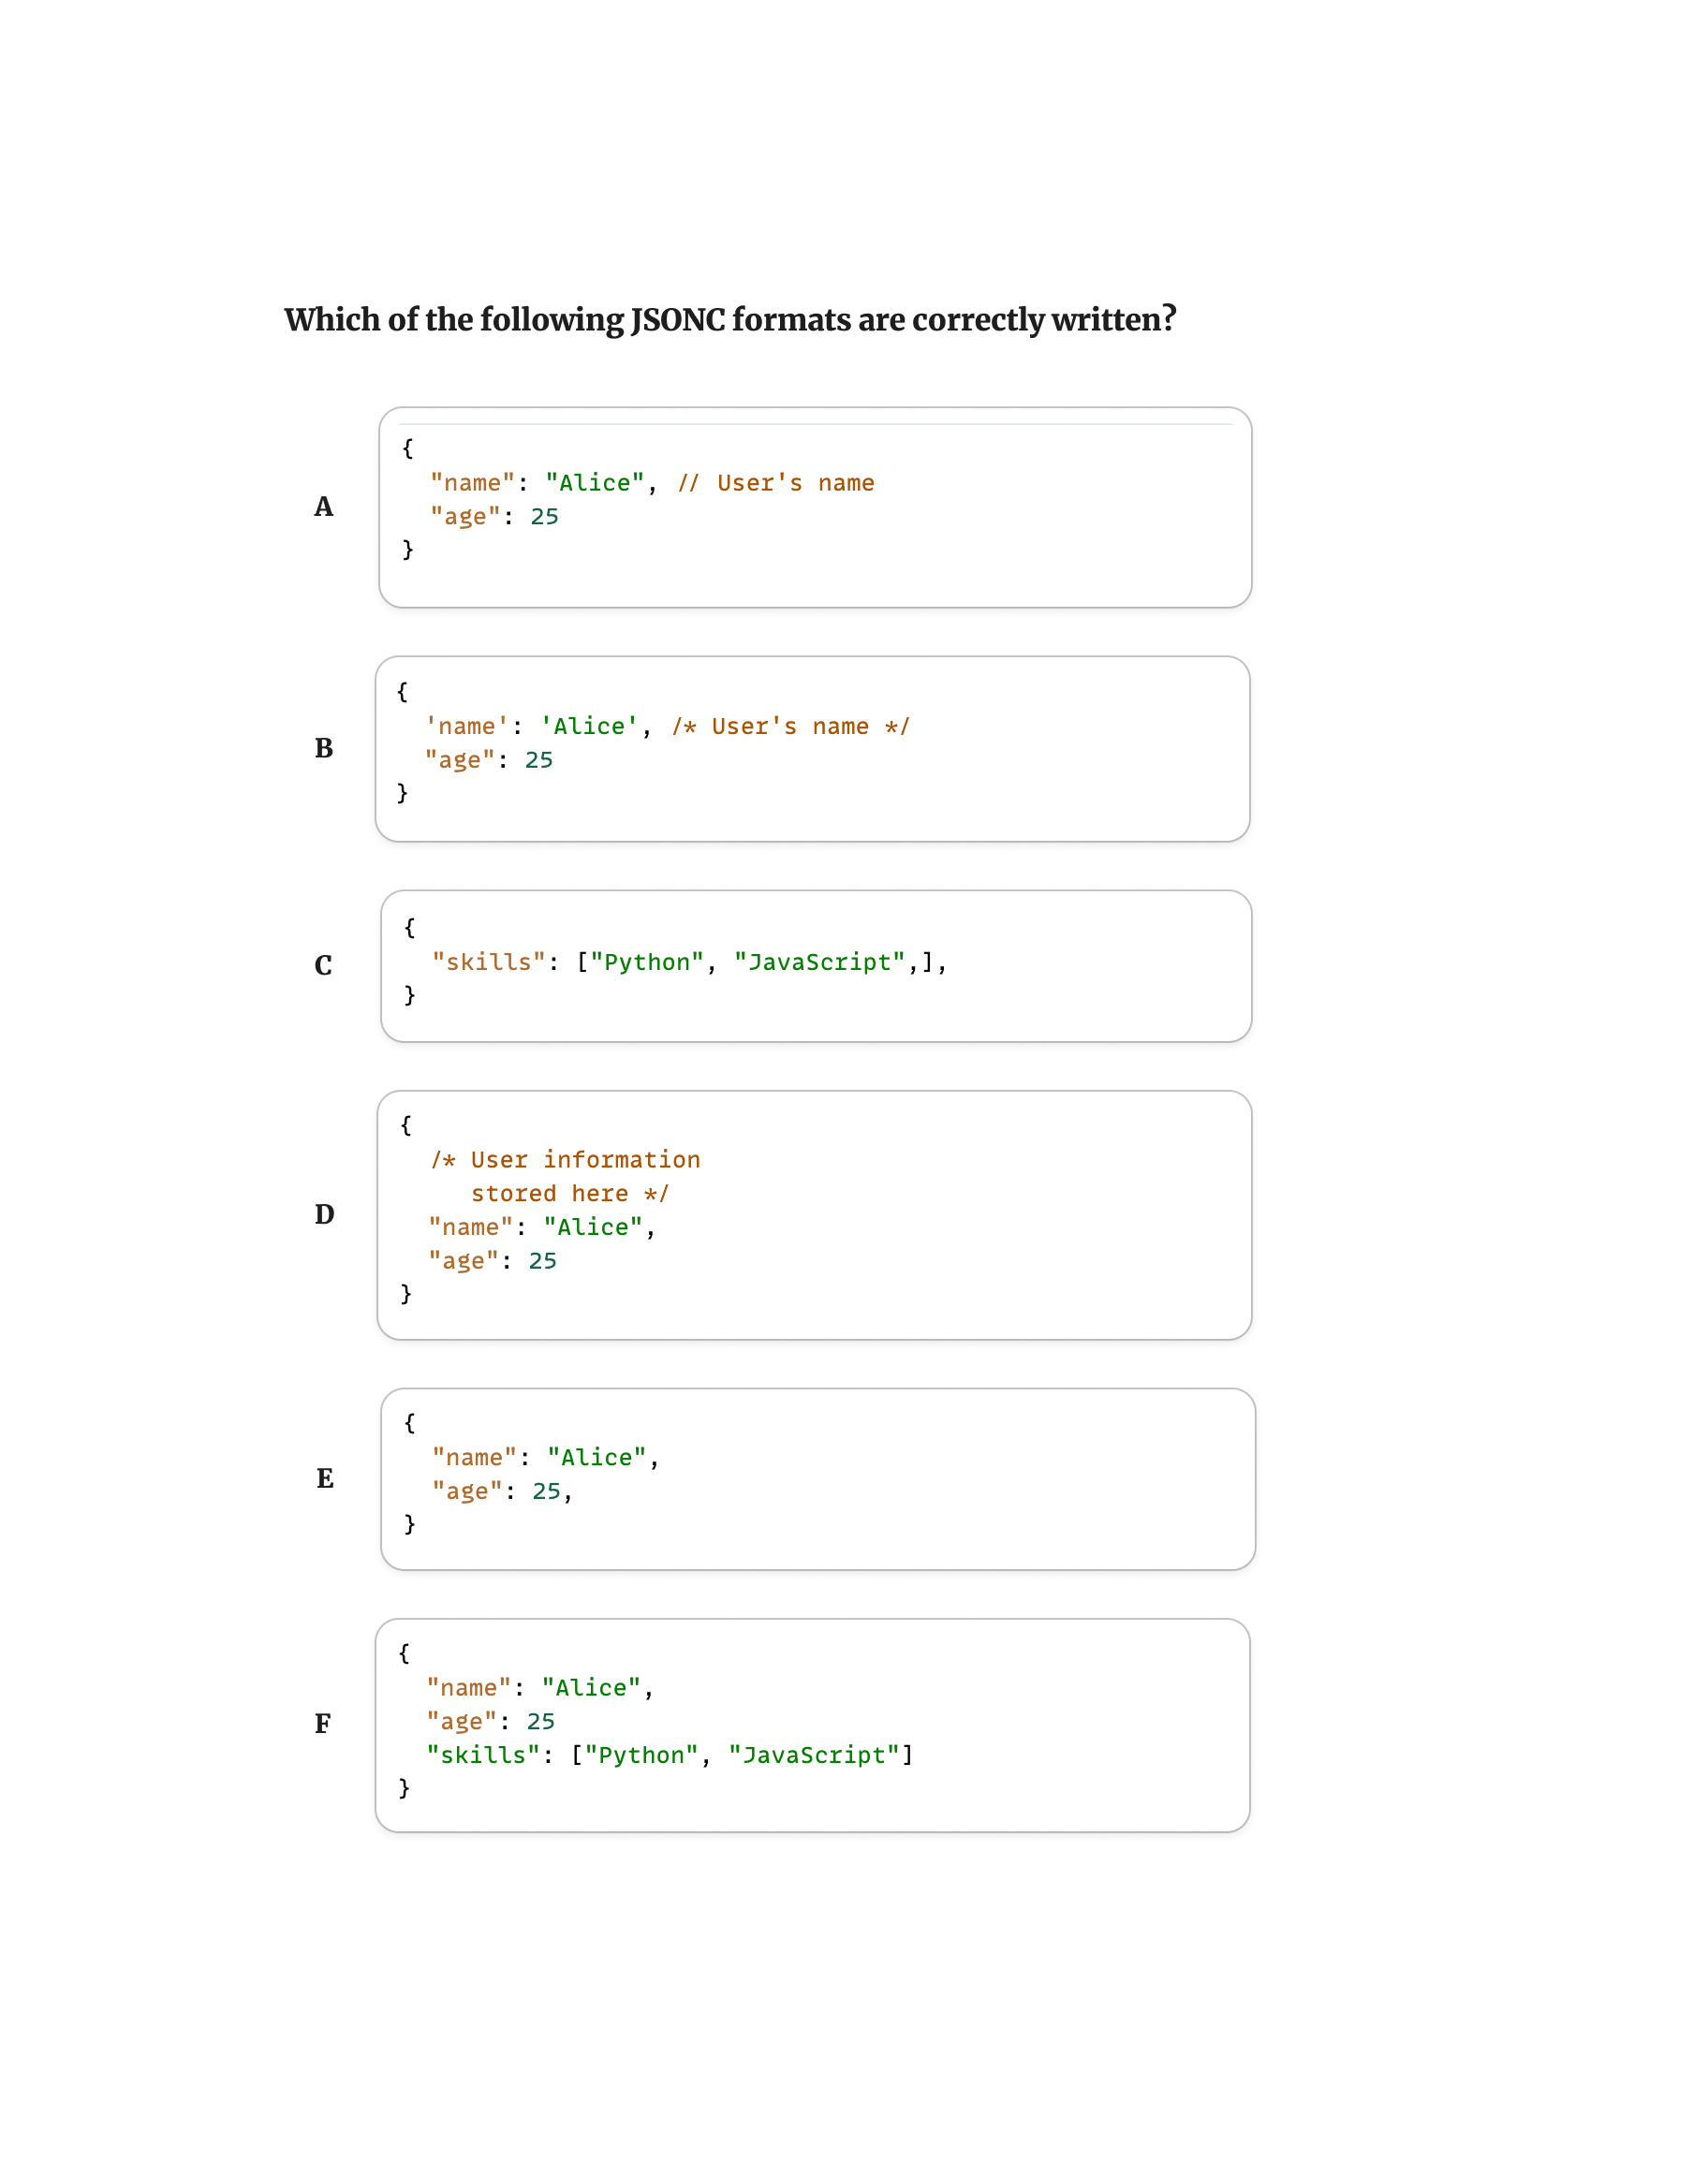 Which of the following JSONC formats are correctly written?
A
{
  "name": "Alice", // User's name
  "age": 25
}
B
{
  'name': 'Alice', /* User's name */
  "age": 25
}
C
{
  "skills": ["Python", "JavaScript",],
}
D
{
  /* User information
     stored here */
  "name": "Alice",
  "age": 25
}
E
{
  "name": "Alice",
  "age": 25,
}
F
{
  "name": "Alice",
  "age": 25
  "skills": ["Python", "JavaScript"]
}